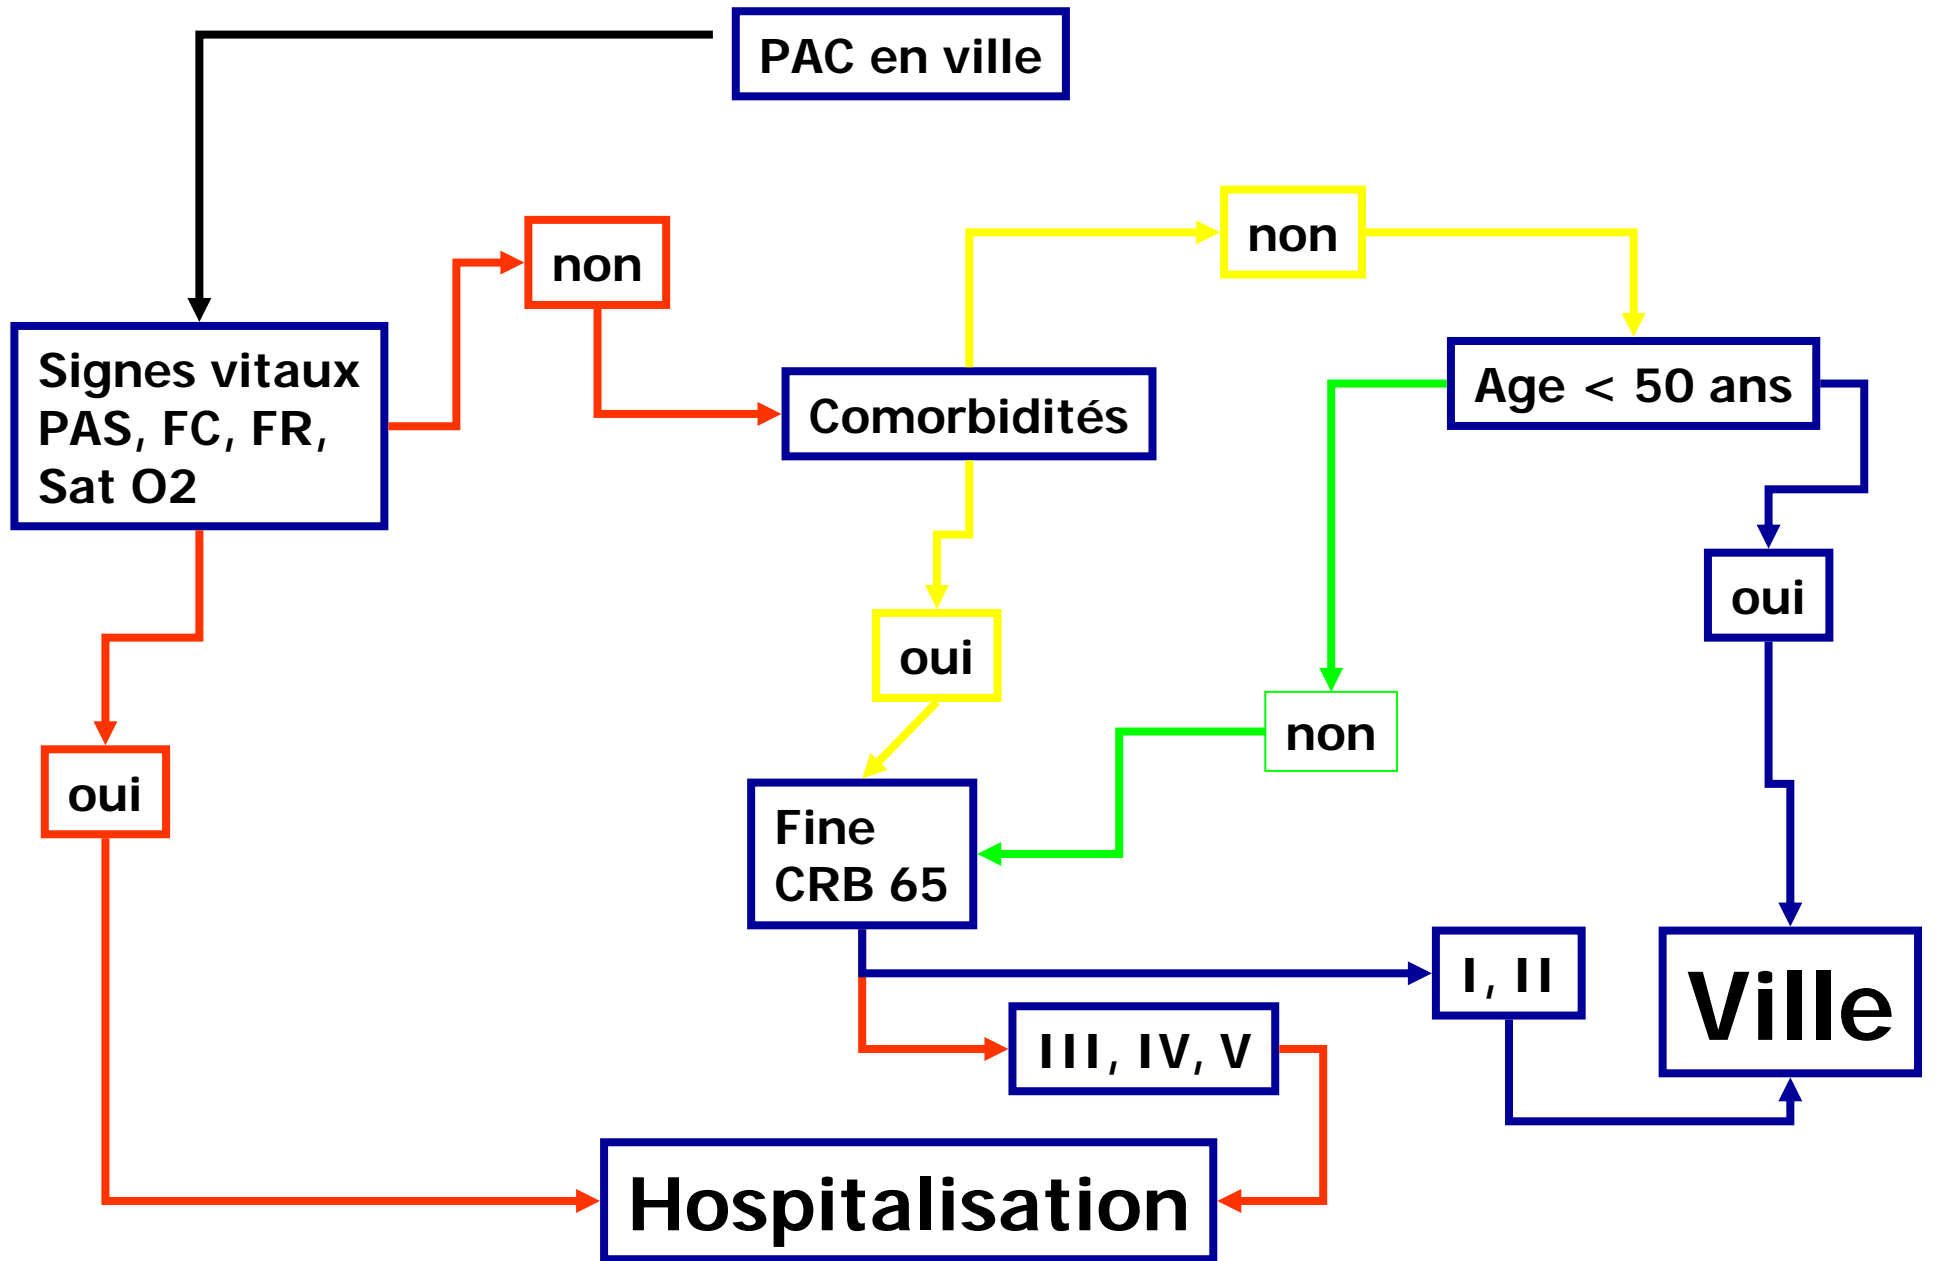 PAC en ville
non
non
Signes vitaux
PAS, FC, FR,
Sat O2
Comorbidités
Age < 50 ans
oui
oui
non
oui
Fine
CRB 65
I, II
Ville
III, IV, V
Hospitalisation